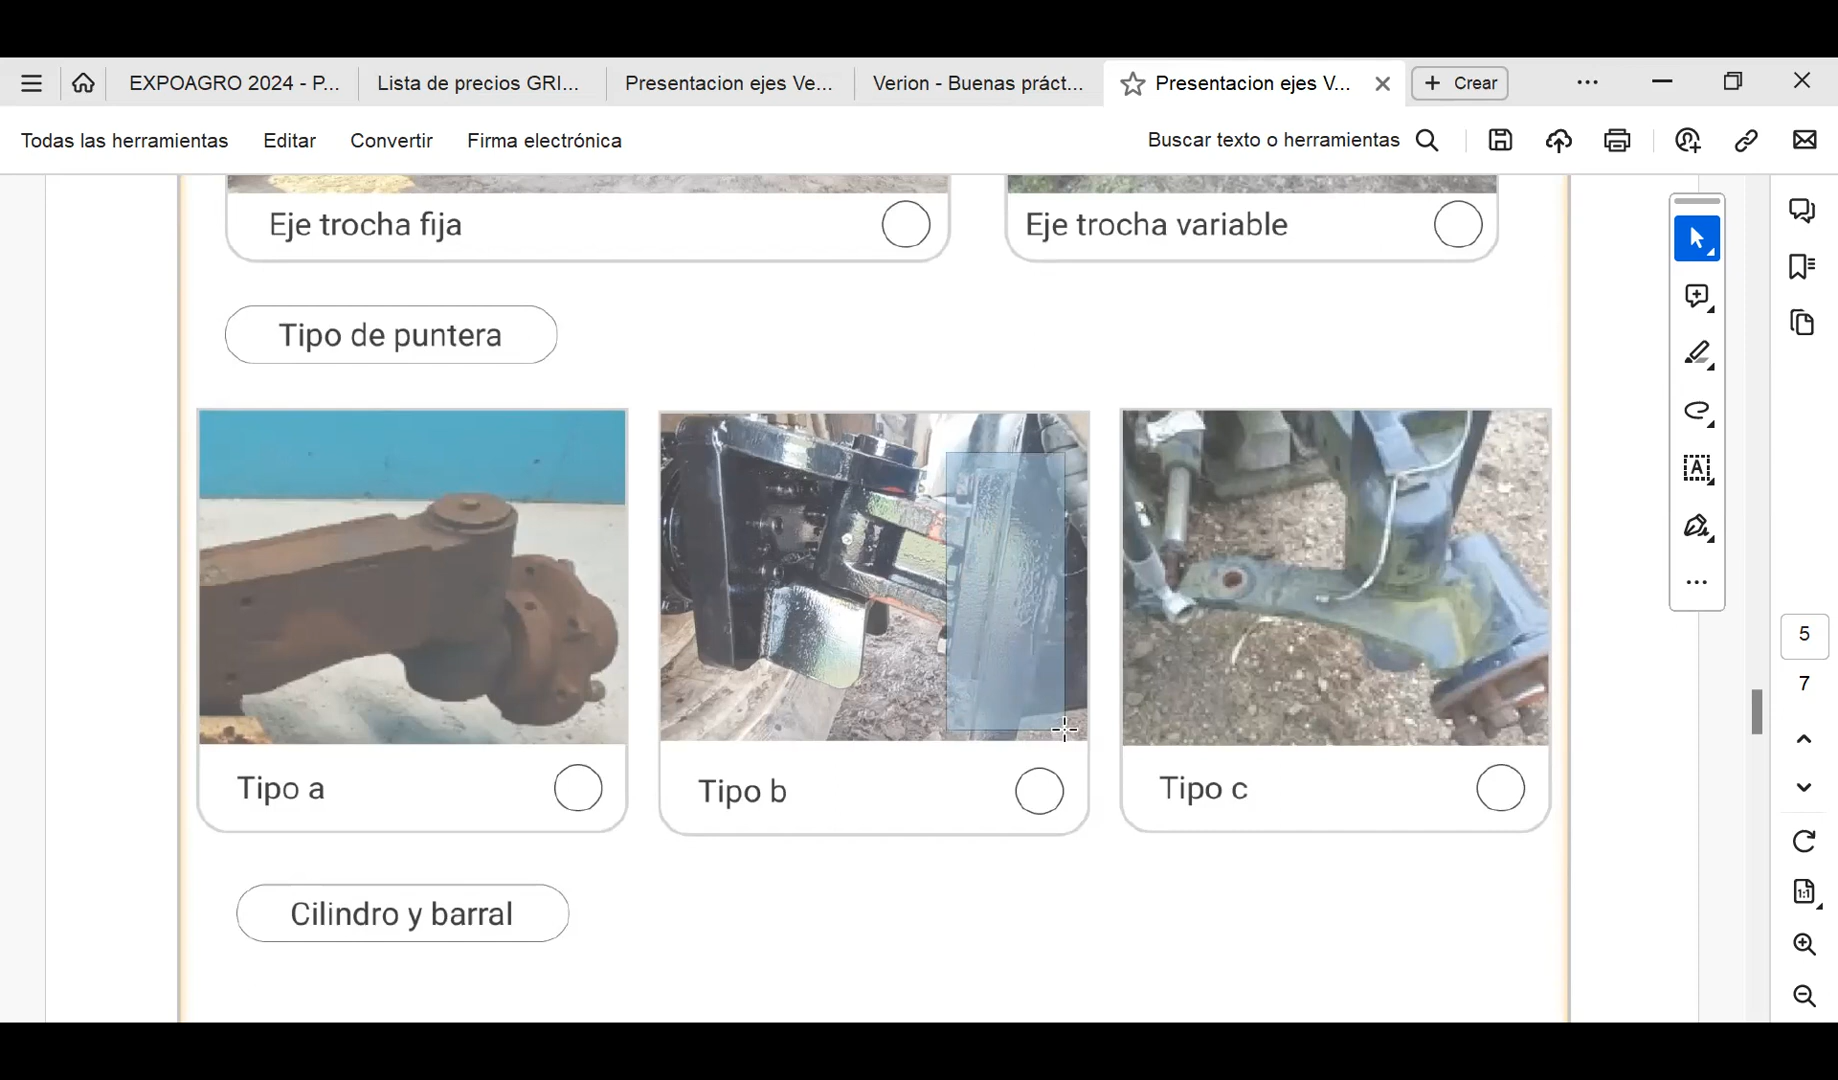 EXPOAGRO 2024 - P...
Lista de precios GRI...
Presentacion ejes Ve...
Verion - Buenas práct...
Presentacion ejes V...
Crear
Todas las herramientas
Editar
Convertir
Firma electrónica
Buscar texto o herramientas
Eje trocha fija
Eje trocha variable
Tipo de puntera
Tipo a
Tipo b
Tipo c
Cilindro y barral
5
7